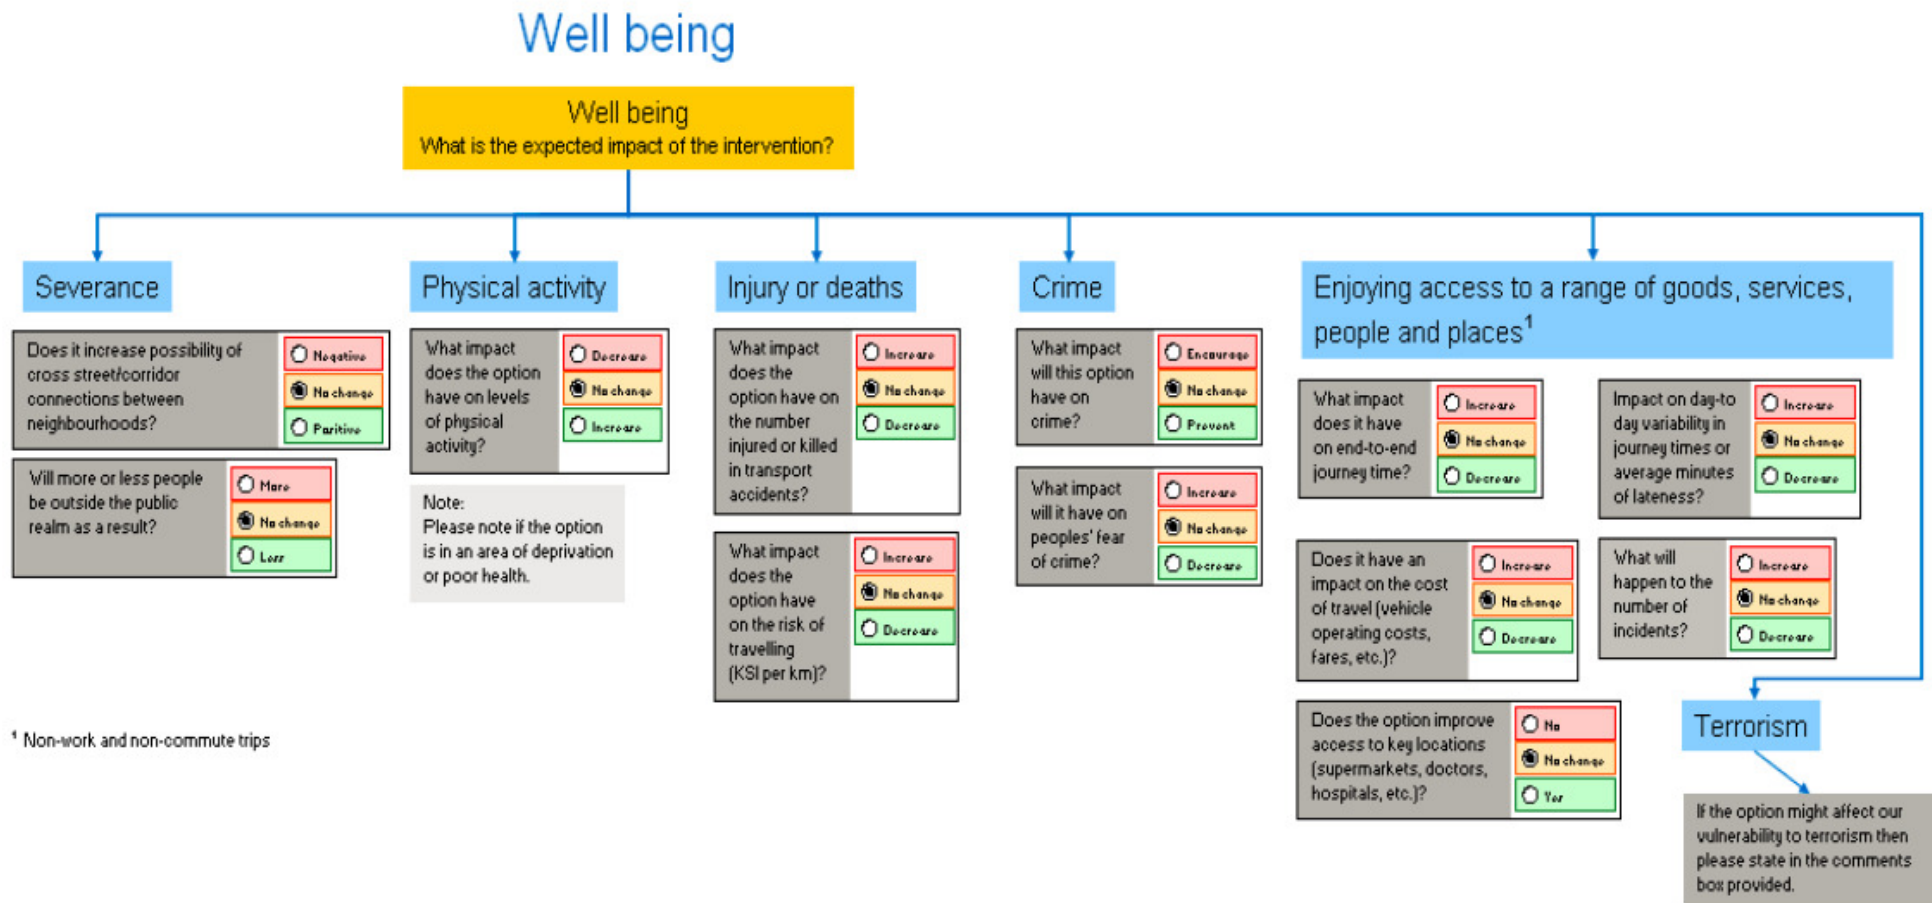 Well being
Well being
What is the expected impact of the intervention?
Severance
Does it increase possibility of
cross street/corridor
connections between
neighbourhoods?
Negative
No change
Positive
Will more or less people
be outside the public
realm as a result?
More
No change
Less
Physical activity
What impact
does the option
have on levels
of physical
activity?
Decrease
No change
Increase
Note:
Please note if the option
is in an area of deprivation
or poor health.
Injury or deaths
What impact
does the
option have on
the number
injured or killed
in transport
accidents?
Increase
No change
Decrease
What impact
does the
option have
on the risk of
travelling
(KSI per km)?
Increase
No change
Decrease
Crime
What impact
will this option
have on
crime?
Encourage
No change
Prevent
What impact
will it have on
peoples' fear
of crime?
Increase
No change
Decrease
Enjoying access to a range of goods, services,
people and places¹
What impact
does it have
on end-to-end
journey time?
Increase
No change
Decrease
Impact on day-to
day variability in
journey times or
average minutes
of lateness?
Increase
No change
Decrease
Does it have an
impact on the cost
of travel (vehicle
operating costs,
fares, etc.)?
Increase
No change
Decrease
What will
happen to the
number of
incidents?
Increase
No change
Decrease
Does the option improve
access to key locations
(supermarkets, doctors,
hospitals, etc.)?
No
No change
Yes
Terrorism
If the option might affect our
vulnerability to terrorism then
please state in the comments
box provided.
¹ Non-work and non-commute trips